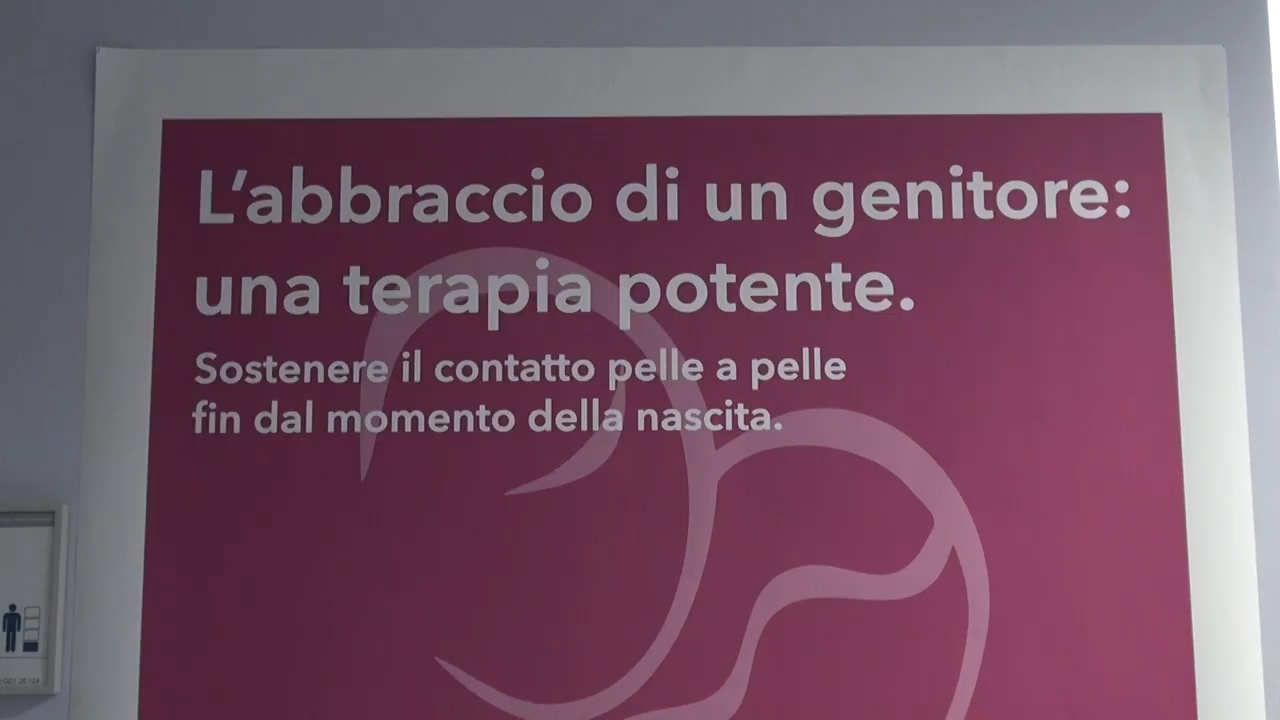 L'abbraccio di un genitore:
una terapia potente.
Sostenere il contatto pelle a pelle
fin dal momento della nascita.